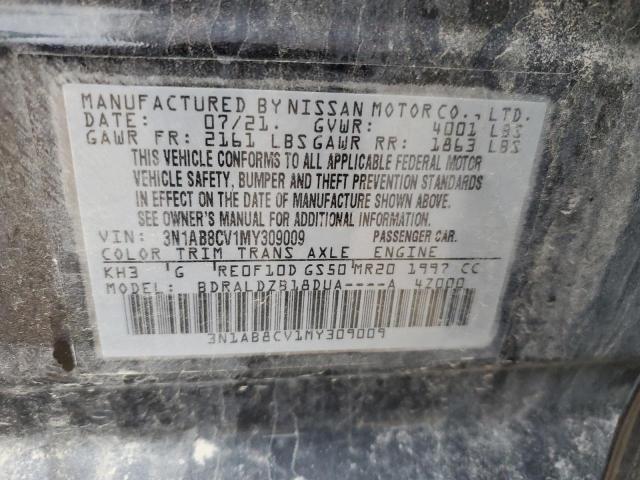 MANUFACTURED BY NISSAN MOTOR CO., LTD.
DATE: 07/21. GVWR: 4001 LBS
GAWR FR: 2161 LBS GAWR RR: 1863 LBS
THIS VEHICLE CONFORMS TO ALL APPLICABLE FEDERAL MOTOR
VEHICLE SAFETY, BUMPER AND THEFT PREVENTION STANDARDS
IN EFFECT ON THE DATE OF MANUFACTURE SHOWN ABOVE.
SEE OWNER'S MANUAL FOR ADDITIONAL INFORMATION.
VIN: 3N1AB8CV1MY309009 PASSENGER CAR.
COLOR TRIM TRANS AXLE ENGINE
KH3 G RE0F10D GS50 MR20 1997 CC
MODEL: BDRALDZB18DUA----A 4Z000
3N1AB8CV1MY309009